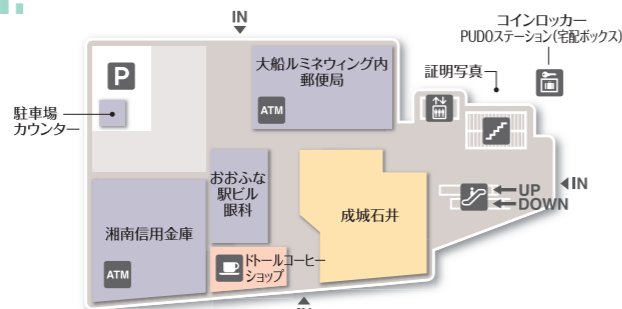 IN
コインロッカー
PUDOステーション(宅配ボックス)
P
大船ルミネウィング内
郵便局
ATM
証明写真
駐車場
カウンター
おおふな
駅ビル
眼科
成城石井
UP
DOWN
IN
湘南信用金庫
ATM
ドトールコーヒー
ショップ
IN